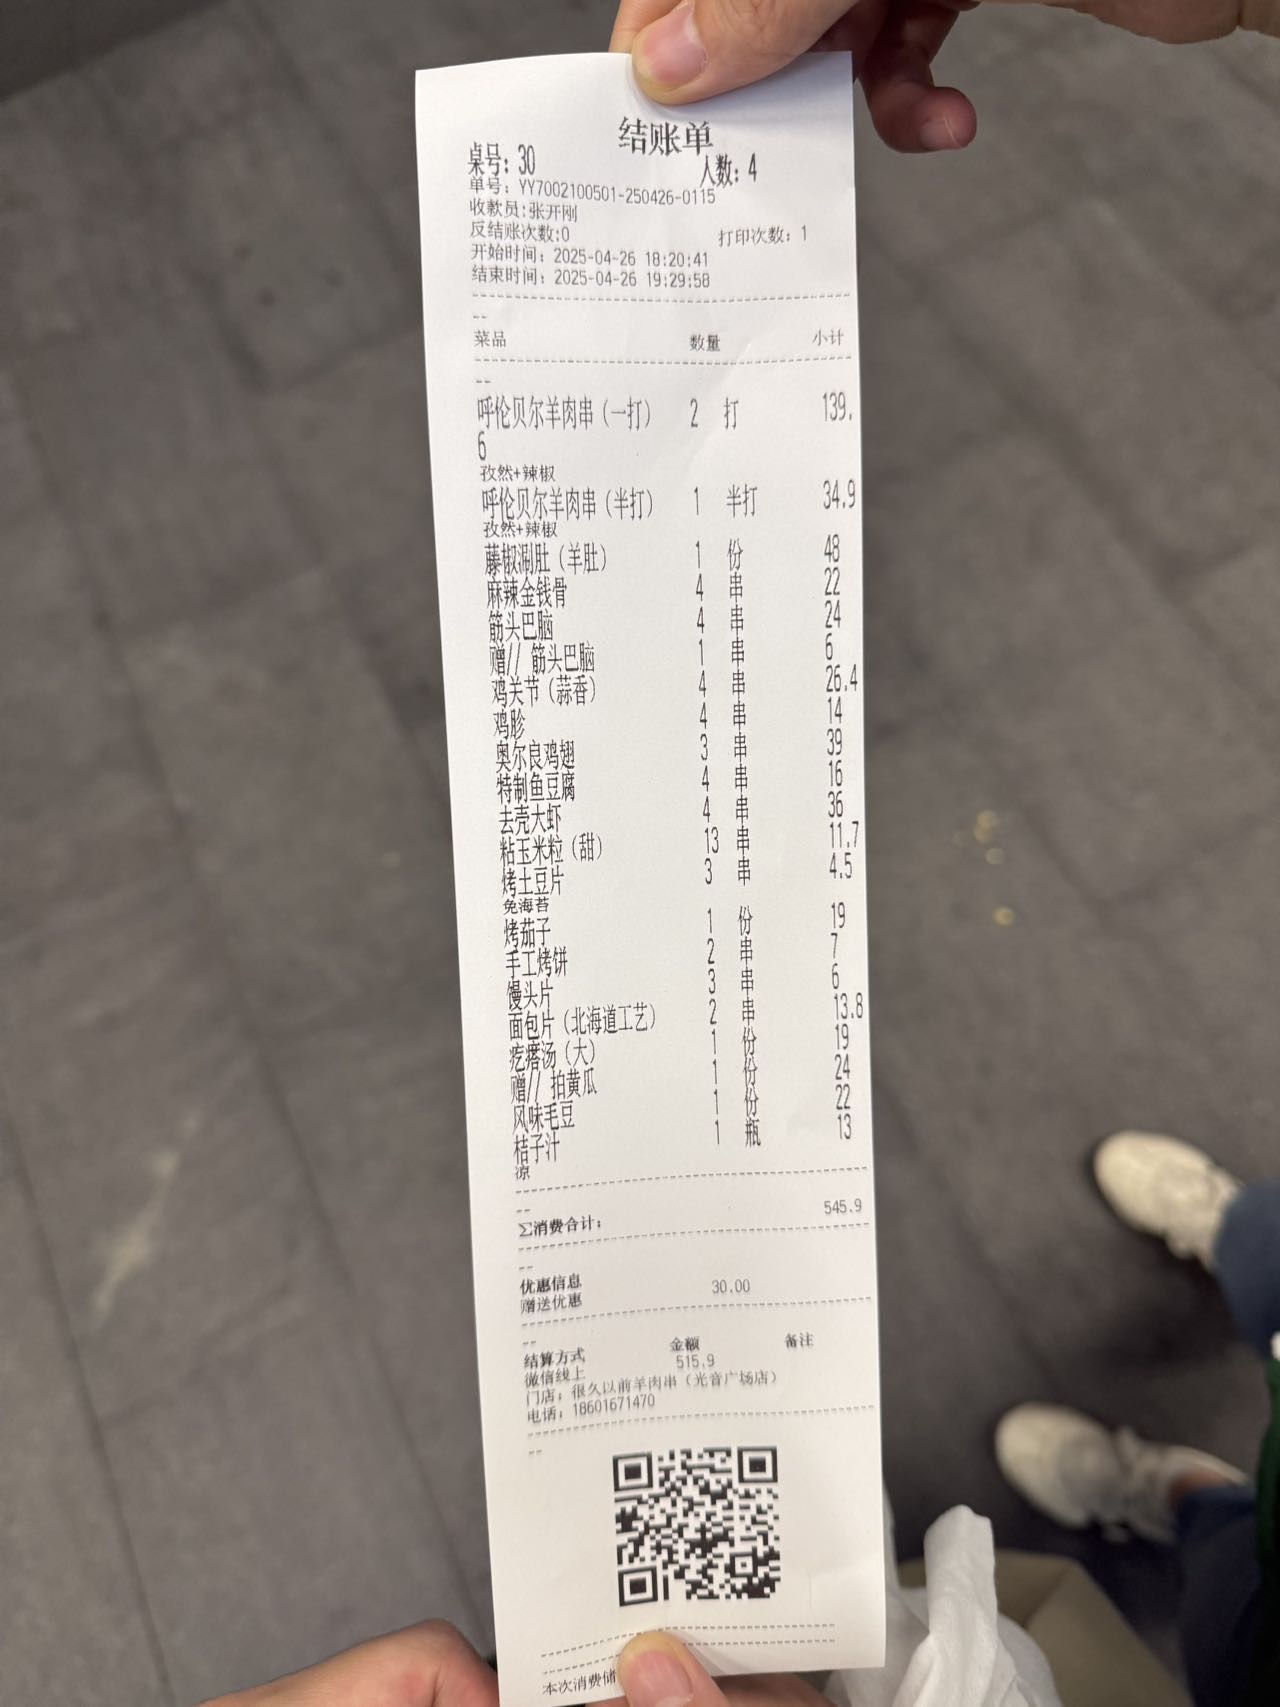 结账单
桌号：30 人数：4
单号：YY7002100501-250426-0115
收款员:张开刚
反结账次数:0 打印次数：1
开始时间：2025-04-26 18:20:41
结束时间：2025-04-26 19:29:58
--
菜品 数量 小计
--
呼伦贝尔羊肉串（一打） 2 打 139.
6
孜然+辣椒
呼伦贝尔羊肉串（半打） 1 半打 34.9
孜然+辣椒
藤椒涮肚（羊肚） 1 份 48
麻辣金钱骨 4 串 22
筋头巴脑 4 串 24
赠// 筋头巴脑 1 串 6
鸡关节（蒜香） 4 串 26.4
鸡胗 4 串 14
奥尔良鸡翅 3 串 39
特制鱼豆腐 4 串 16
去壳大虾 4 串 36
粘玉米粒（甜） 13 串 11.7
烤土豆片 3 串 4.5
免海苔
烤茄子 1 份 19
手工烤饼 2 串 7
馒头片 3 串 6
面包片（北海道工艺） 2 串 13.8
疙瘩汤（大） 1 份 19
赠// 拍黄瓜 1 份 24
风味毛豆 1 份 22
桔子汁 1 瓶 13
凉
--
∑消费合计： 545.9
--
优惠信息
赠送优惠 30.00
--
结算方式 金额 备注
微信线上 515.9
门店：很久以前羊肉串（光音广场店）
电话：18601671470
--
本次消费储